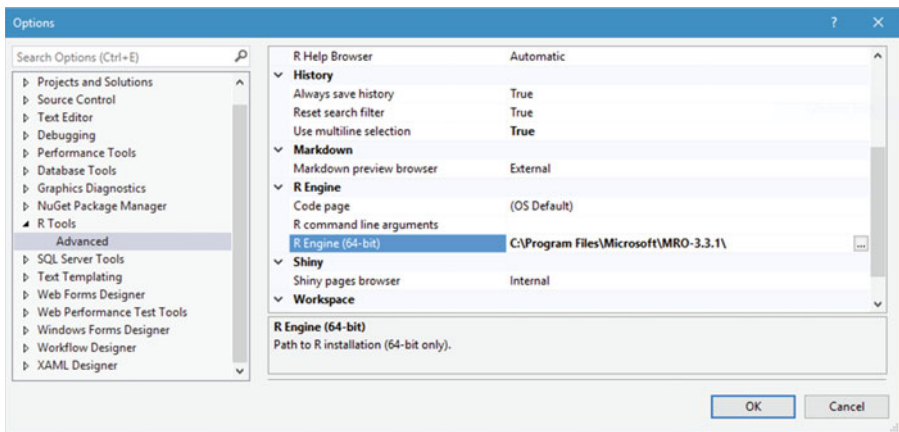 Options
?
Search Options (Ctrl+E)
Projects and Solutions
Source Control
Text Editor
Debugging
Performance Tools
Database Tools
Graphics Diagnostics
NuGet Package Manager
R Tools
Advanced
SQL Server Tools
Text Templating
Web Forms Designer
Web Performance Test Tools
Windows Forms Designer
Workflow Designer
XAML Designer
R Help Browser Automatic
History
Always save history True
Reset search filter True
Use multiline selection True
Markdown
Markdown preview browser External
R Engine
Code page (OS Default)
R command line arguments
R Engine (64-bit) C:\Program Files\Microsoft\MRO-3.3.1\ ...
Shiny
Shiny pages browser Internal
Workspace
R Engine (64-bit)
Path to R installation (64-bit only).
OK Cancel